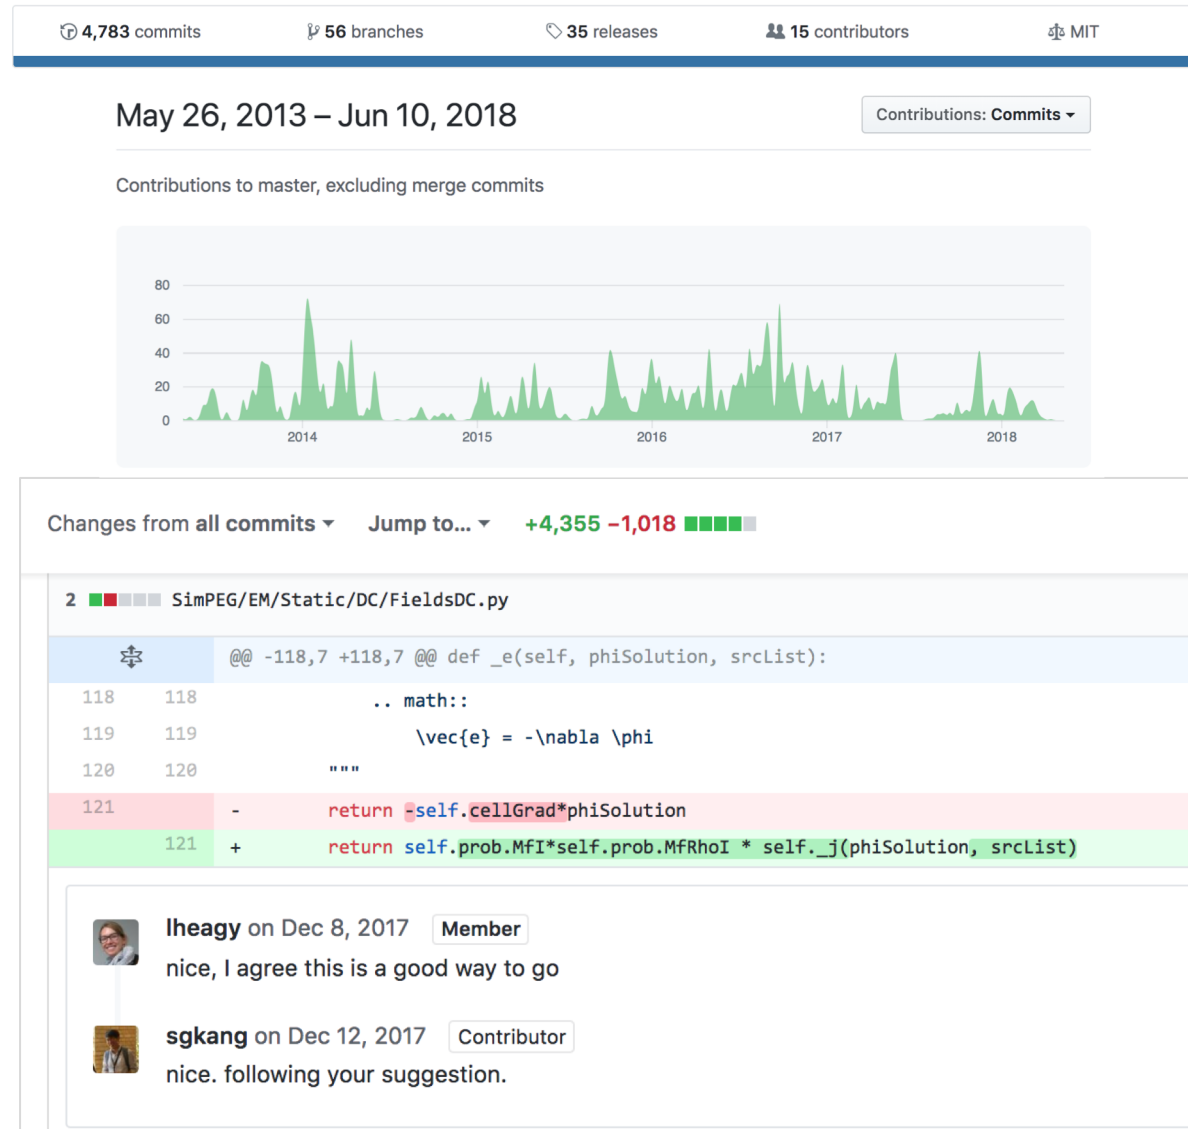 4,783 commits 56 branches 35 releases 15 contributors MIT
May 26, 2013 – Jun 10, 2018
Contributions: Commits
Contributions to master, excluding merge commits
80
60
40
20
0
2014 2015 2016 2017 2018
Changes from all commits Jump to... +4,355 −1,018
2 SimPEG/EM/Static/DC/FieldsDC.py
@@ -118,7 +118,7 @@ def _e(self, phiSolution, srcList):
118 118 .. math::
119 119 \vec{e} = -\nabla \phi
120 120 """
121 - return -self.cellGrad*phiSolution
121 + return self.prob.MfI*self.prob.MfRhoI * self._j(phiSolution, srcList)
lheagy on Dec 8, 2017 Member
nice, I agree this is a good way to go
sgkang on Dec 12, 2017 Contributor
nice. following your suggestion.